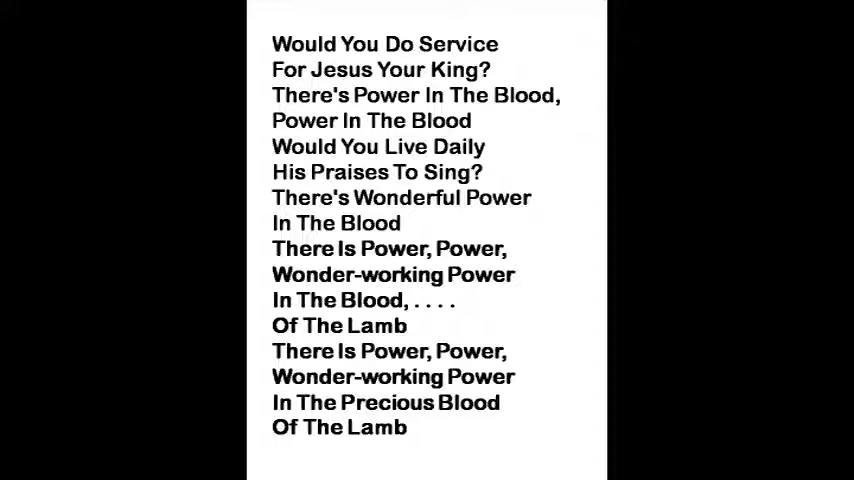 Would You Do Service
For Jesus Your King?
There's Power In The Blood,
Power In The Blood
Would You Live Daily
His Praises To Sing?
There's Wonderful Power
In The Blood
There Is Power, Power,
Wonder-working Power
In The Blood, . . . .
Of The Lamb
There Is Power, Power,
Wonder-working Power
In The Precious Blood
Of The Lamb